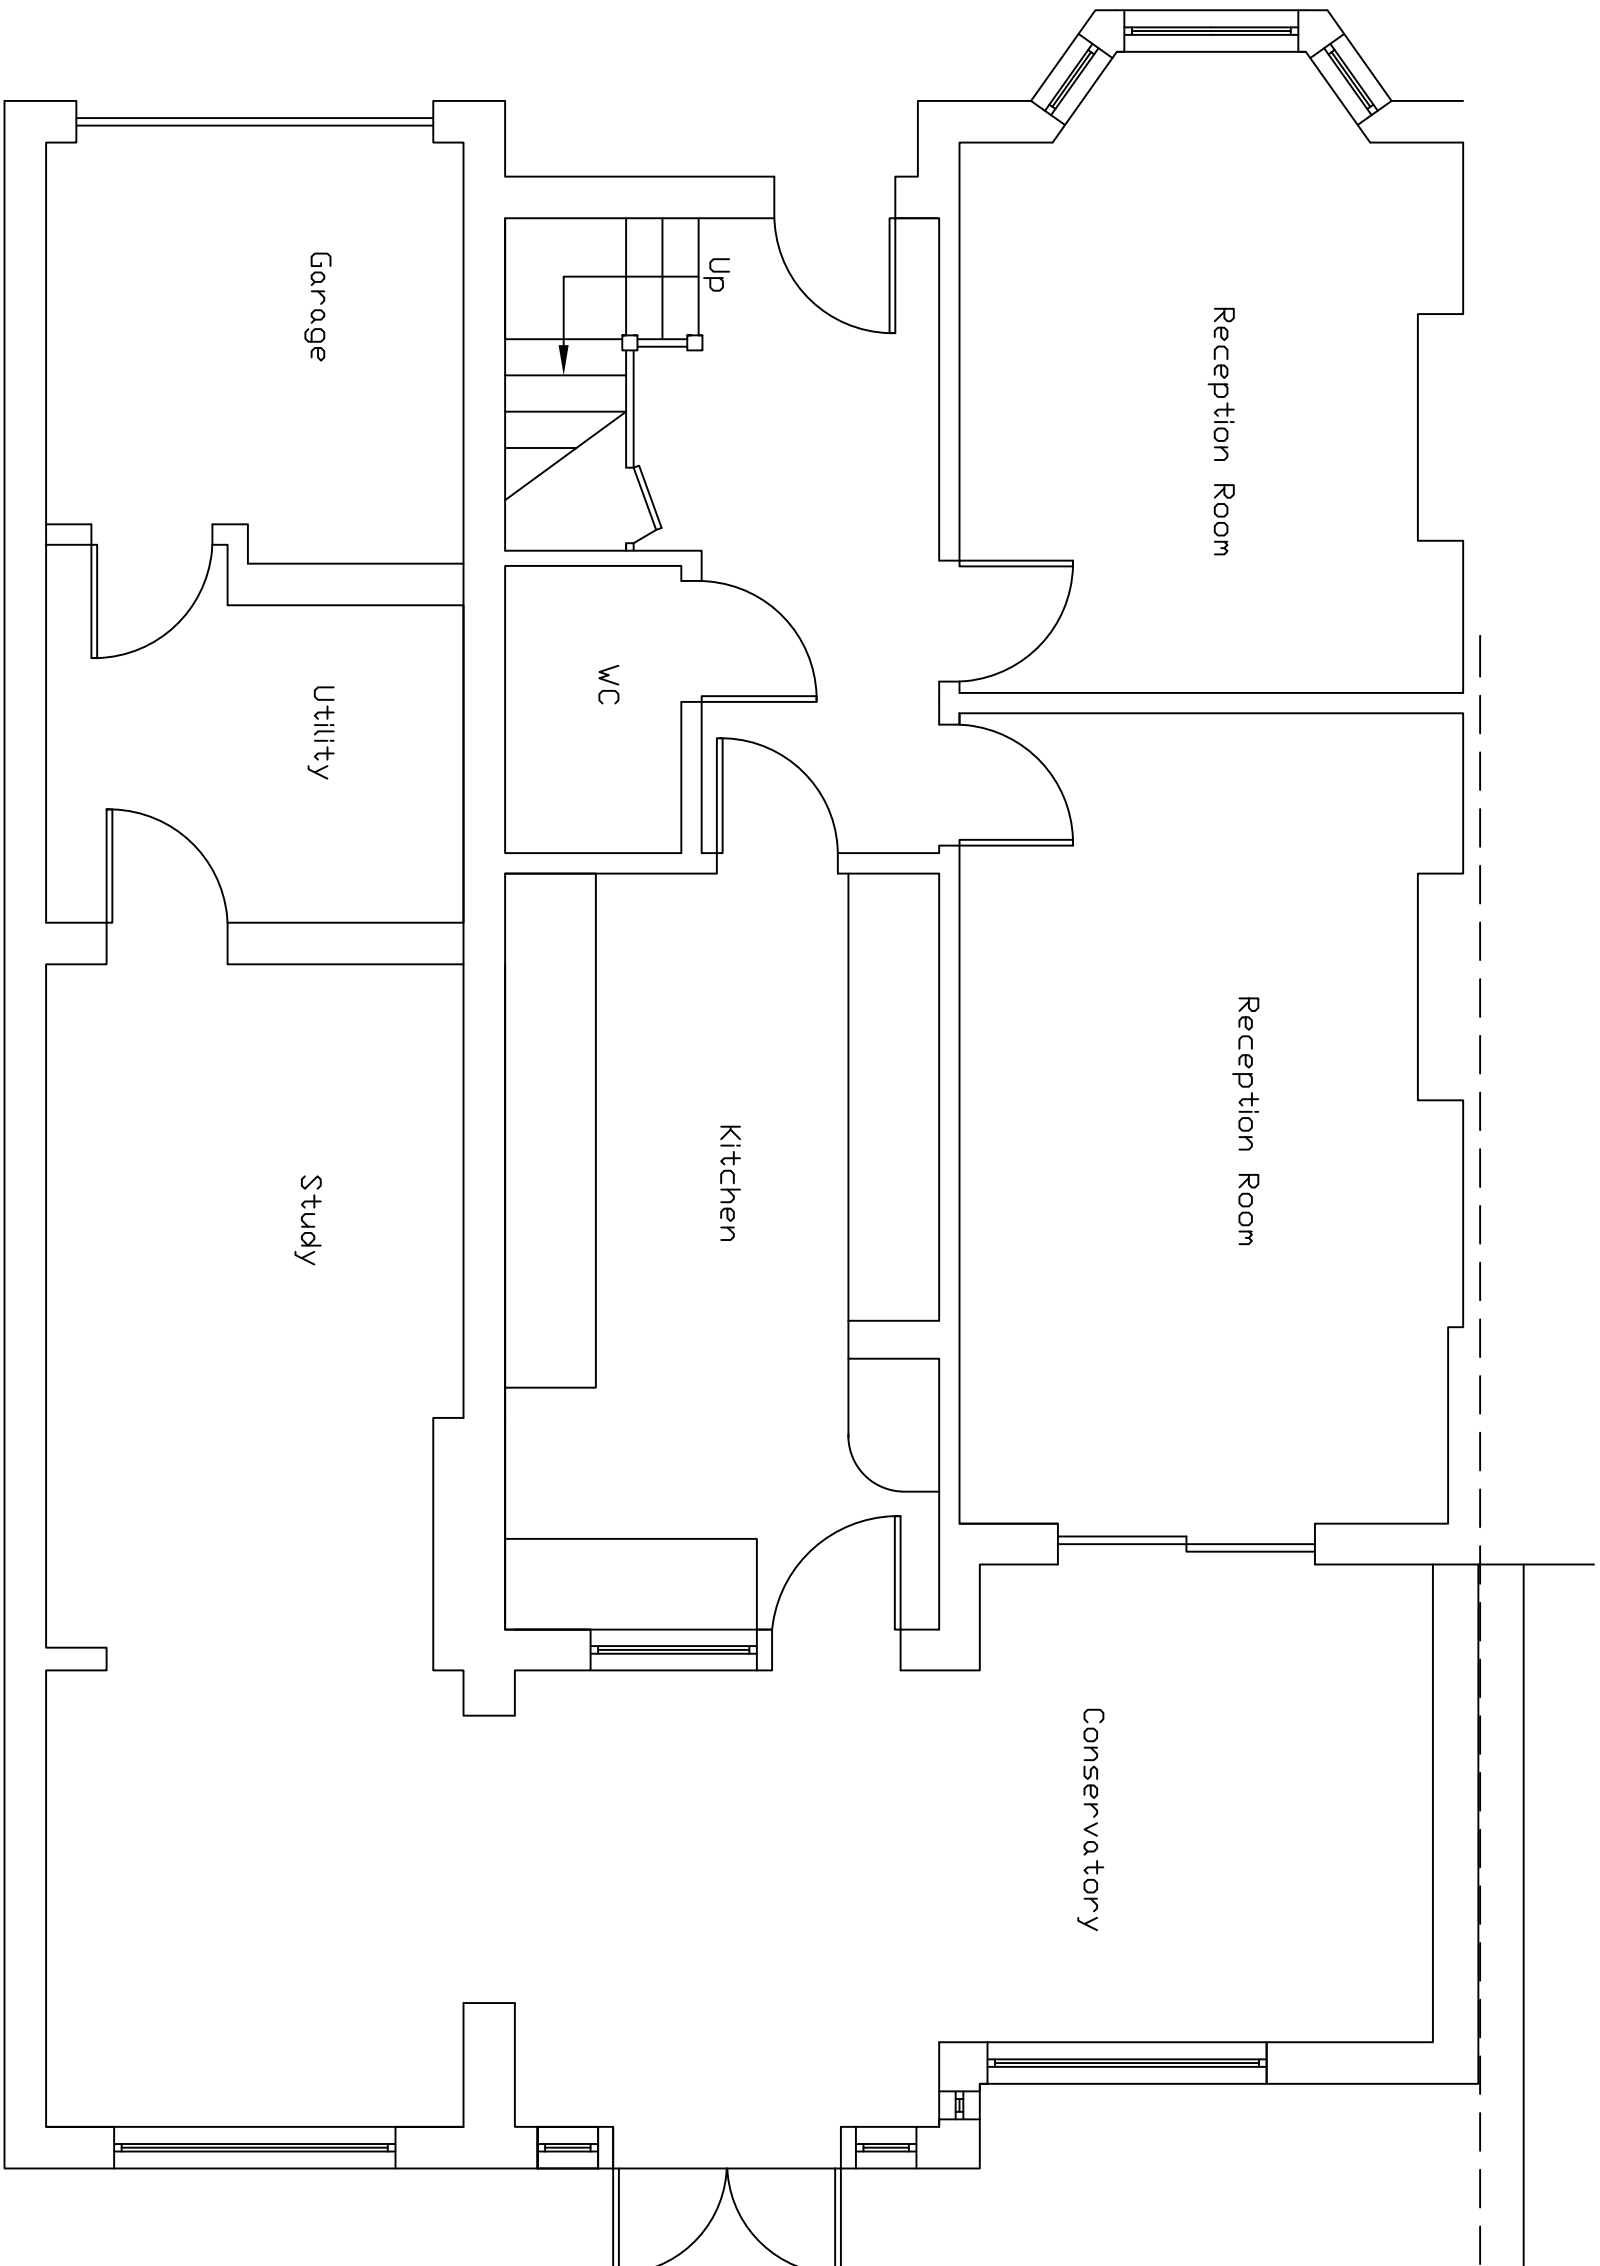 Reception Room
Up
Garage
Reception Room
WC
Utility
Kitchen
Study
Conservatory